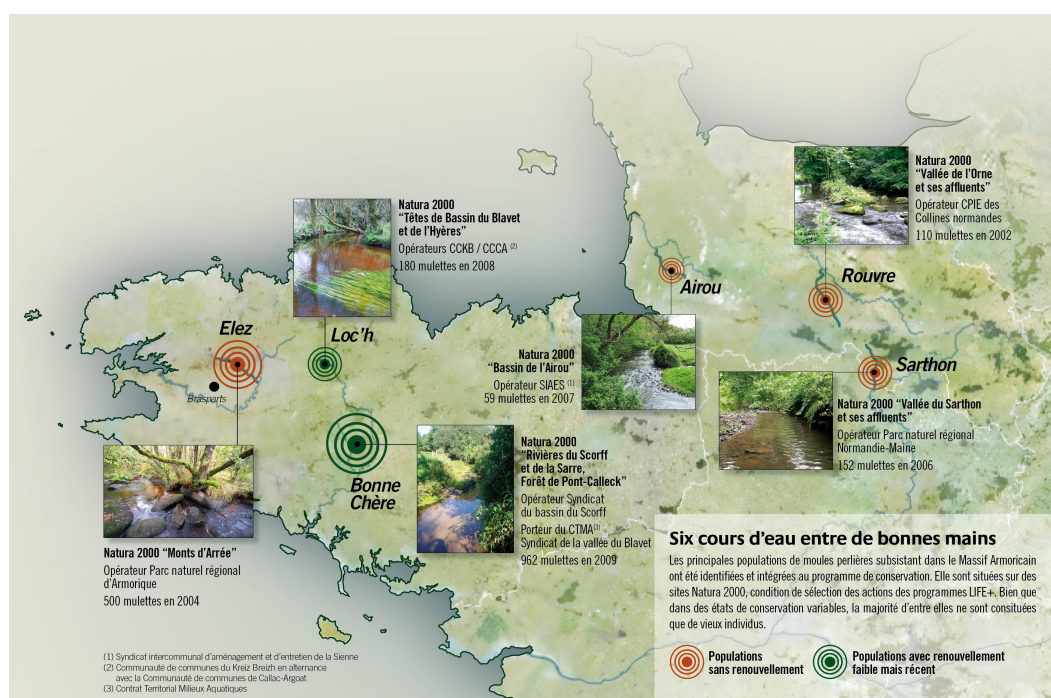 Natura 2000
“Têtes de Bassin du Blavet
et de l’Hyères”
Opérateurs CCKB / CCCA (2)
180 mulettes en 2008
Natura 2000
“Vallée de l’Orne
et ses affluents”
Opérateur CPIE des
Collines normandes
110 mulettes en 2002
Airou
Rouvre
Elez
Loc’h
Brasparts
Natura 2000
“Bassin de l’Airou”
Opérateur SIAES (1)
59 mulettes en 2007
Sarthon
Natura 2000 “Vallée du Sarthon
et ses affluents”
Opérateur Parc naturel régional
Normandie-Maine
152 mulettes en 2006
Bonne
Chère
Natura 2000
“Rivières du Scorff
et de la Sarre,
Forêt de Pont-Calleck”
Opérateur Syndicat
du bassin du Scorff
Porteur du CTMA(3)
Syndicat de la vallée du Blavet
962 mulettes en 2009
Natura 2000 “Monts d’Arrée”
Opérateur Parc naturel régional
d’Armorique
500 mulettes en 2004
Six cours d’eau entre de bonnes mains
Les principales populations de moules perlières subsistant dans le Massif Armoricain
ont été identifiées et intégrées au programme de conservation. Elle sont situées sur des
sites Natura 2000, condition de sélection des actions des programmes LIFE+. Bien que
dans des états de conservation variables, la majorité d’entre elles ne sont consituées
que de vieux individus.
Populations
sans renouvellement
Populations avec renouvellement
faible mais récent
(1) Syndicat intercommunal d’aménagement et d’entretien de la Sienne
(2) Communauté de communes du Kreiz Breizh en alternance
avec la Communauté de communes de Callac-Argoat
(3) Contrat Territorial Milieux Aquatiques